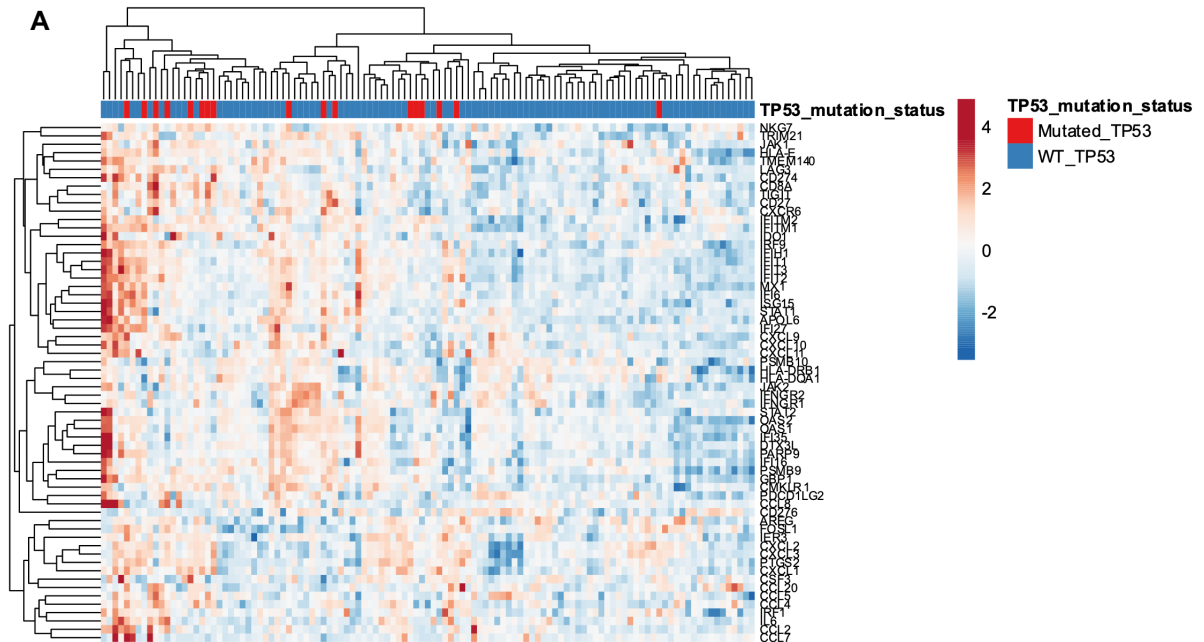 A
TP53_mutation_status
NKG7
TRIM21
JAK1
HLA-E
TMEM140
LAG3
CD274
CD8A
TIGIT
CD27
CXCR6
IFITM2
IFITM1
IDO1
IRF9
IFIH1
IFIT1
IFIT3
IFIT2
MX1
IFI6
ISG15
STAT1
APOL6
IFI27
CXCL9
CXCL10
CXCL11
PSMB10
HLA-DRB1
HLA-DQA1
JAK2
IFNGR2
IFNGR1
STAT2
OAS2
OAS1
IFI35
DTX3L
PARP9
IFI16
PSMB9
GBP1
CMKLR1
PDCD1LG2
CCL8
CD276
AREG
FOSL1
IER3
CXCL2
CXCL3
PTGS2
CXCL1
CSF3
CCL20
CCL5
CCL4
IRF1
IL6
CCL2
CCL7
4
2
0
-2
TP53_mutation_status
Mutated_TP53
WT_TP53